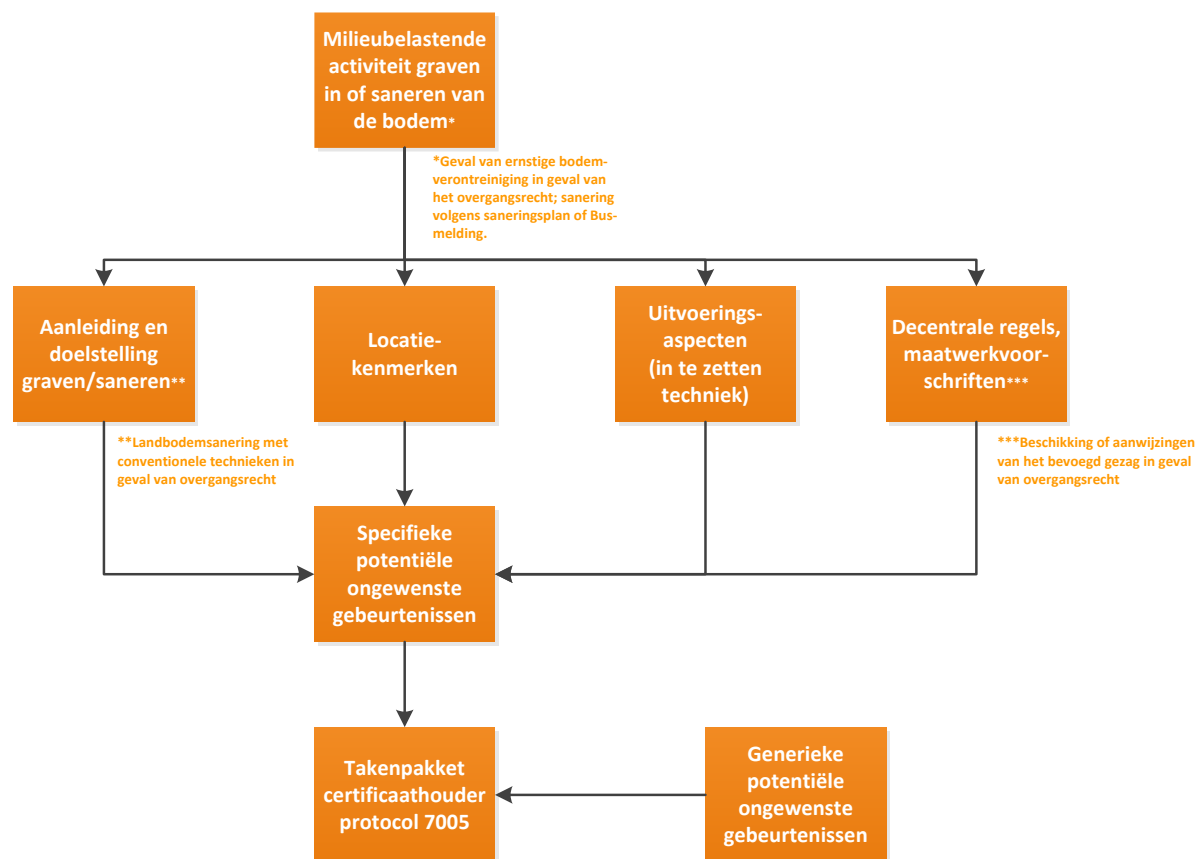 Milieubelastende
activiteit graven
in of saneren van
de bodem*
*Geval van ernstige bodem-
verontreiniging in geval van
het overgangsrecht; sanering
volgens saneringsplan of Bus-
melding.
Aanleiding en
doelstelling
graven/saneren**
Locatie-
kenmerken
Uitvoerings-
aspecten
(in te zetten
techniek)
Decentrale regels,
maatwerkvoor-
schriften***
**Landbodemsanering met
conventionele technieken in
geval van overgangsrecht
***Beschikking of aanwijzingen
van het bevoegd gezag in geval
van overgangsrecht
Specifieke
potentiële
ongewenste
gebeurtenissen
Takenpakket
certificaathouder
protocol 7005
Generieke
potentiële
ongewenste
gebeurtenissen